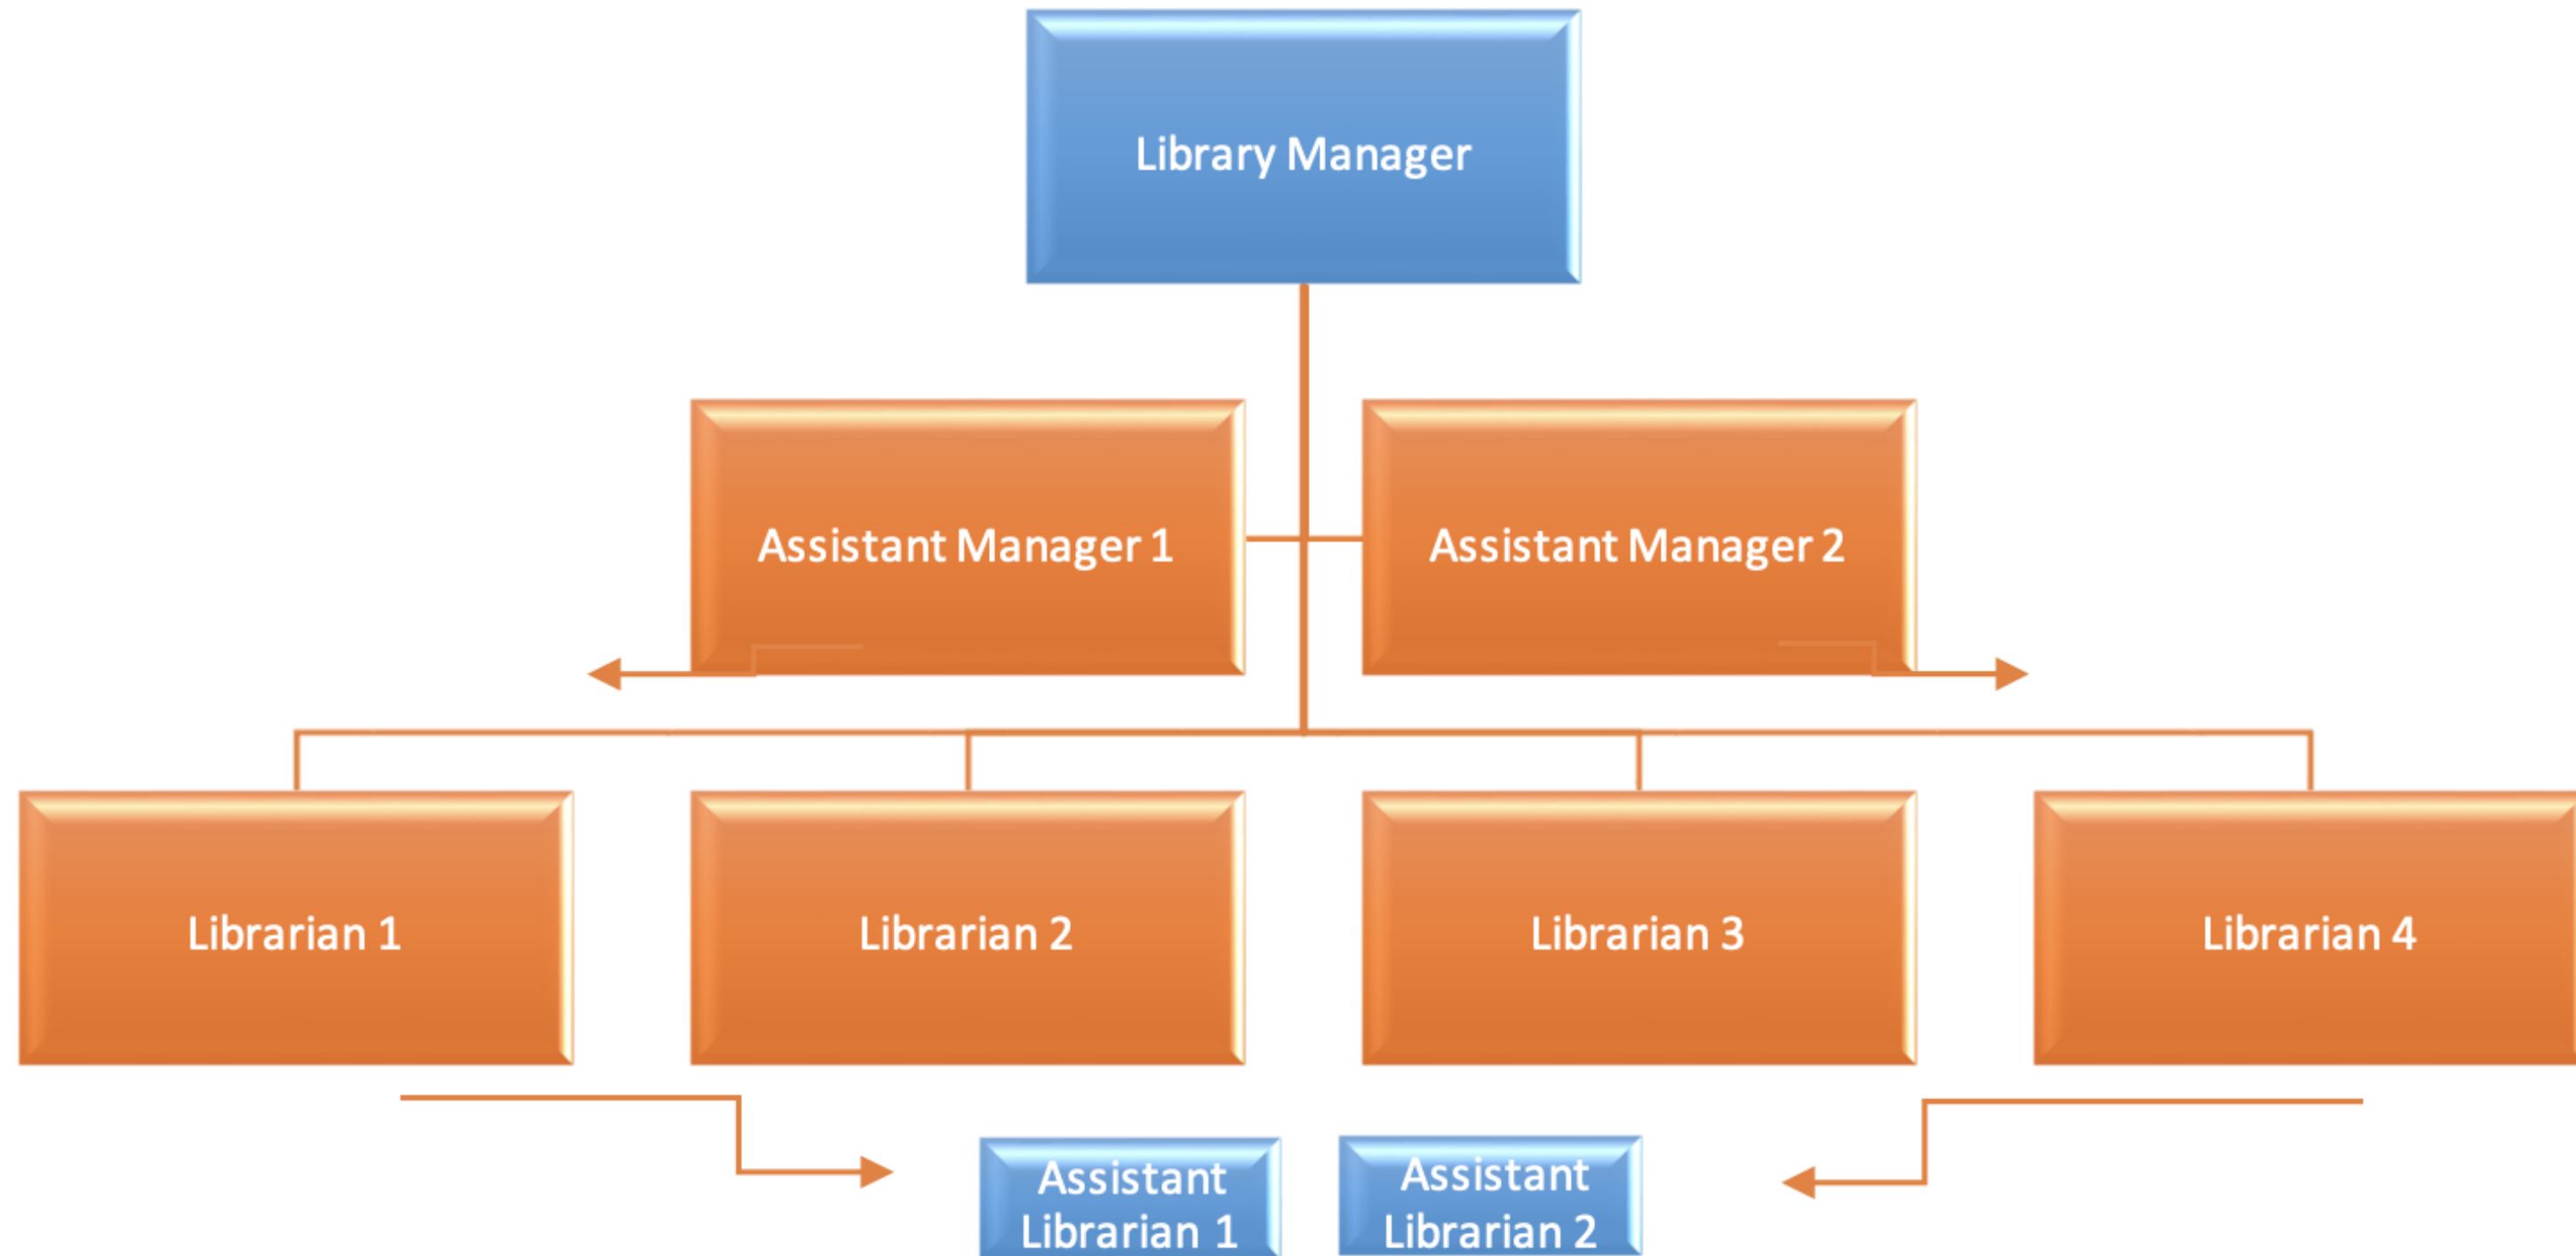 Library Manager
Assistant Manager 1
Assistant Manager 2
Librarian 1
Librarian 2
Librarian 3
Librarian 4
Assistant
Librarian 1
Assistant
Librarian 2